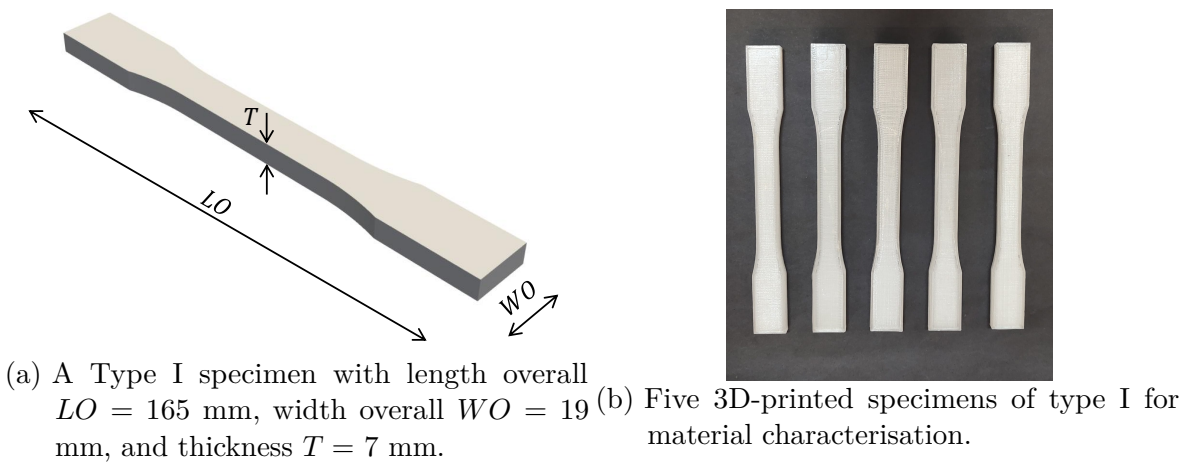 T
LO
WO
(a) A Type I specimen with length overall
LO = 165 mm, width overall WO = 19
mm, and thickness T = 7 mm.
(b) Five 3D-printed specimens of type I for
material characterisation.